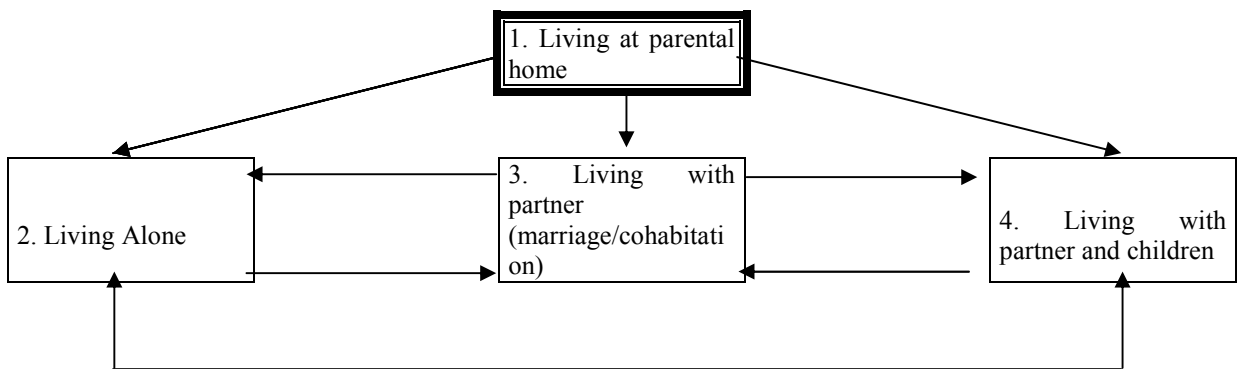 1. Living at parental
home
2. Living Alone
3. Living with
partner
(marriage/cohabitati
on)
4. Living with
partner and children